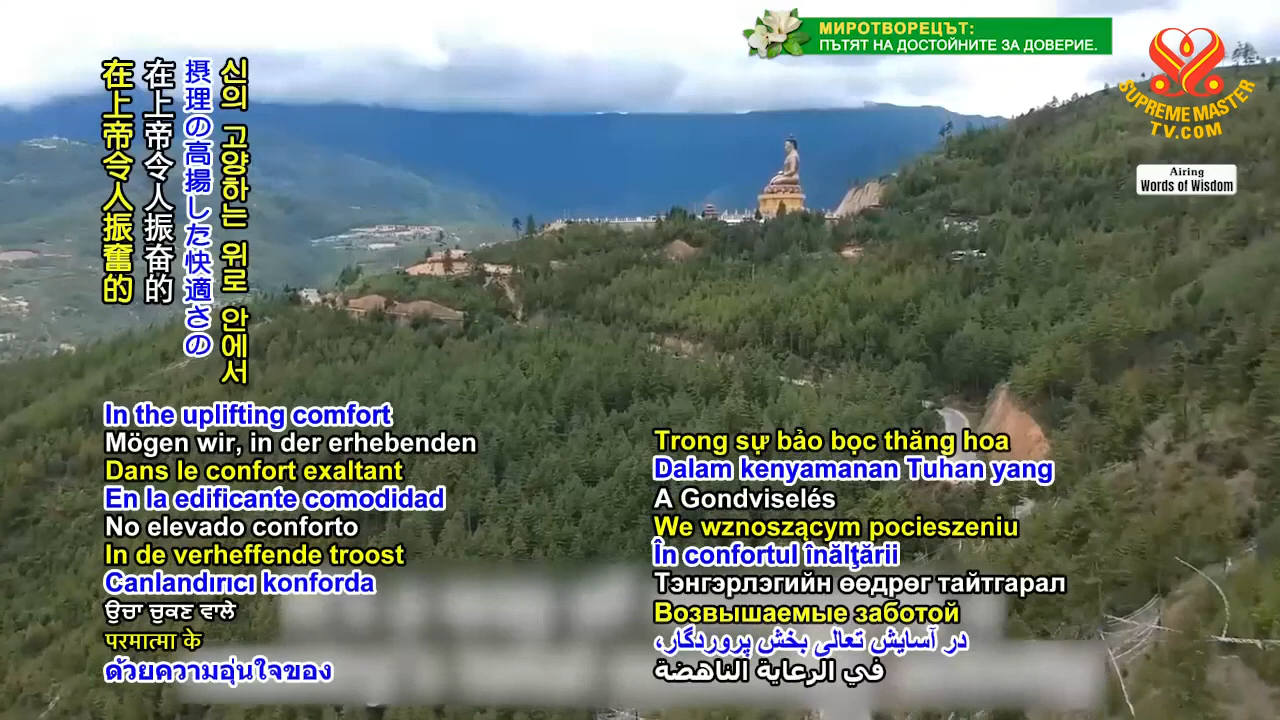 МИРОТВОРЕЦЪТ:
ПЪТЯТ НА ДОСТОЙНИТЕ ЗА ДОВЕРИЕ.
SUPREME MASTER
TV.COM
Airing
Words of Wisdom
신의 고양하는 위로 안에서
摂理の高揚した快適さの
在上帝令人振奋的
在上帝令人振奮的
In the uplifting comfort
Mögen wir, in der erhebenden
Dans le confort exaltant
En la edificante comodidad
No elevado conforto
In de verheffende troost
Canlandırıcı konforda
ਉਚਾ ਚੁਕਣ ਵਾਲੇ
परमात्मा के
ด้วยความอุ่นใจของ
Trong sự bảo bọc thăng hoa
Dalam kenyamanan Tuhan yang
A Gondviselés
We wznoszącym pocieszeniu
În confortul înălţării
Тэнгэрлэгийн өөдрөг тайтгарал
Возвышаемые заботой
در آسایش تعالی بخش پروردگار،
في الرعاية الناهضة